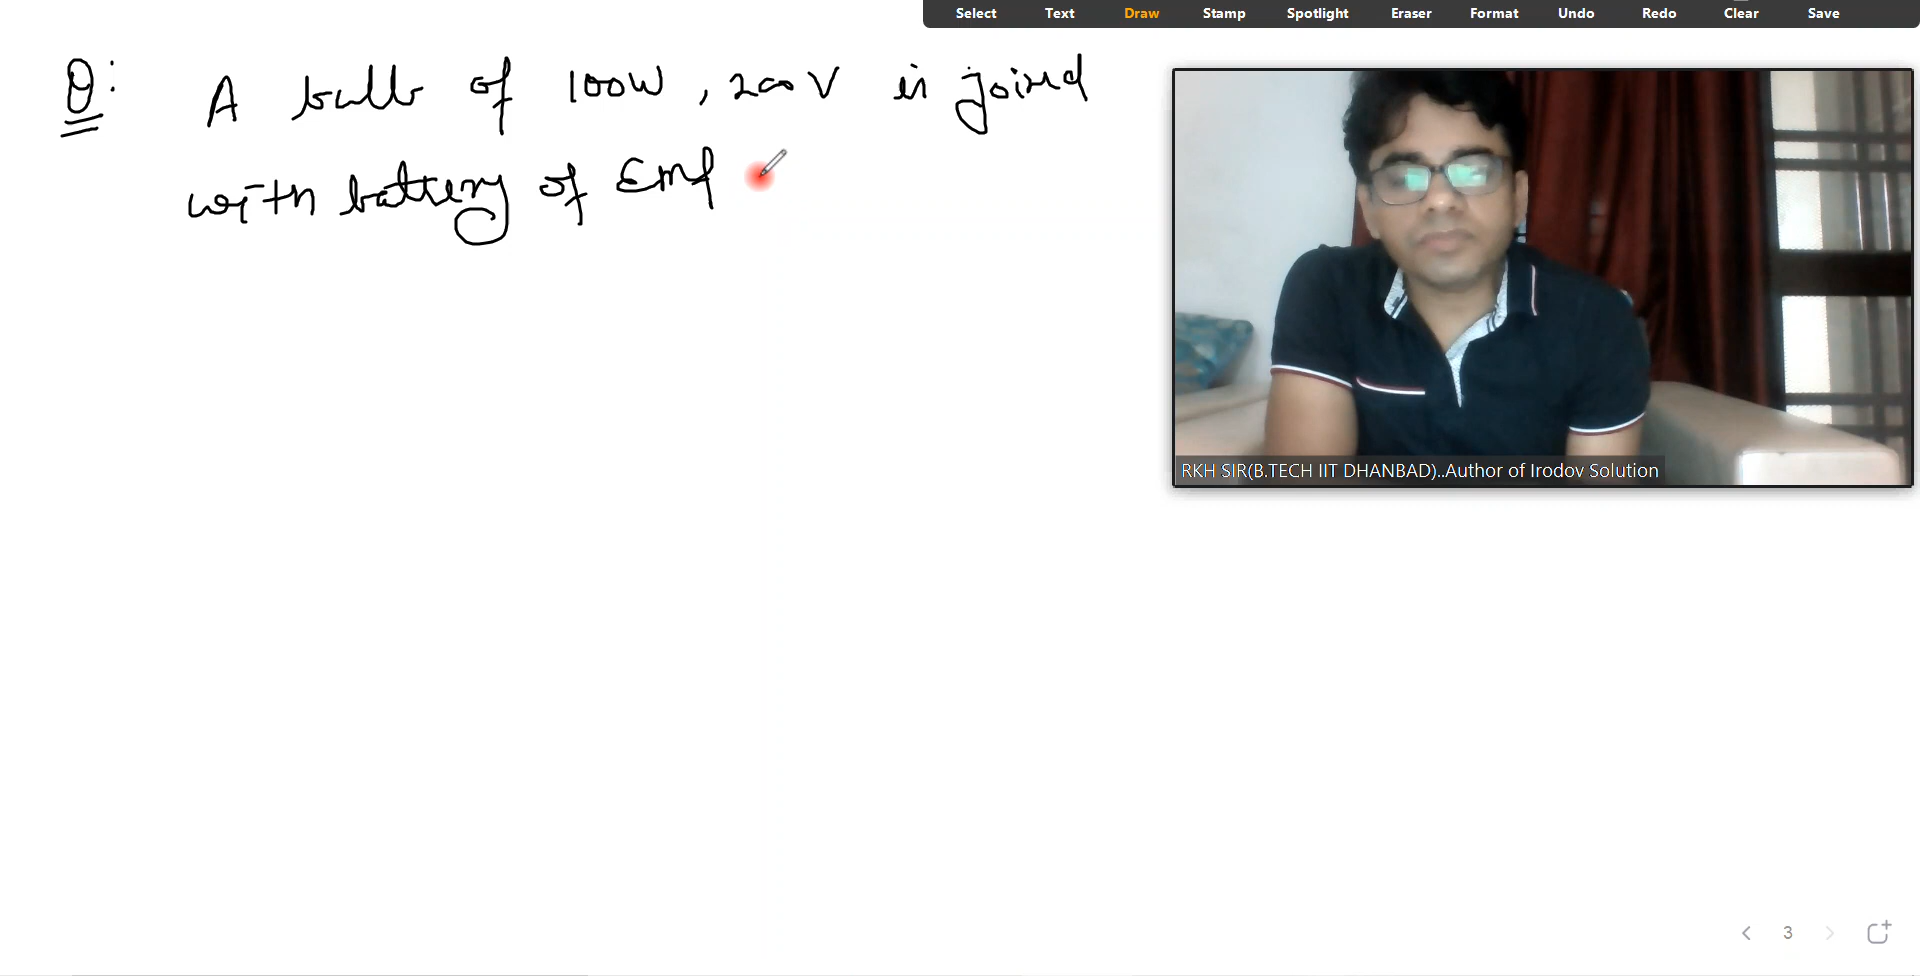 Select Text Draw Stamp Spotlight Eraser Format Undo Redo Clear Save
Q: A bulb of 100W, 200V is joined
with battery of Emf
RKH SIR(B.TECH IIT DHANBAD)..Author of Irodov Solution
3